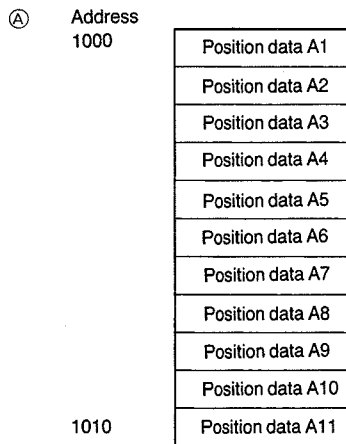 Ⓐ Address
1000
Position data A1
Position data A2
Position data A3
Position data A4
Position data A5
Position data A6
Position data A7
Position data A8
Position data A9
Position data A10
1010 Position data A11